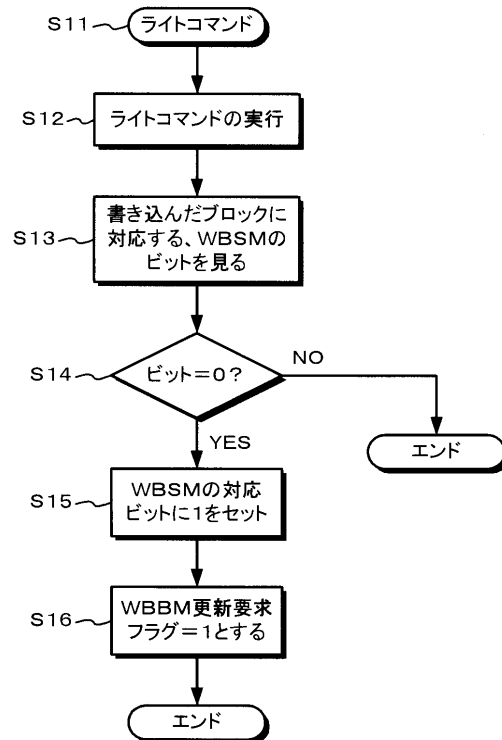 S11
ライトコマンド
S12
ライトコマンドの実行
S13
書き込んだブロックに
対応する、WBSMの
ビットを見る
S14
ビット＝0？
NO
エンド
YES
S15
WBSMの対応
ビットに1をセット
S16
WBBM更新要求
フラグ＝1とする
エンド